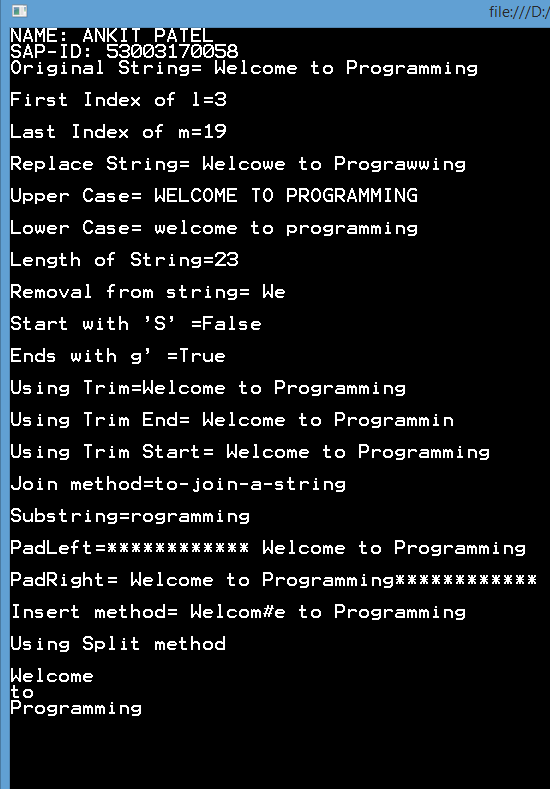 file:///D:/
NAME: ANKIT PATEL
SAP-ID: 53003170058
Original String= Welcome to Programming
First Index of l=3
Last Index of m=19
Replace String= Welcowe to Prograwwing
Upper Case= WELCOME TO PROGRAMMING
Lower Case= welcome to programming
Length of String=23
Removal from string= We
Start with 'S' =False
Ends with g' =True
Using Trim=Welcome to Programming
Using Trim End= Welcome to Programmin
Using Trim Start= Welcome to Programming
Join method=to-join-a-string
Substring=rogramming
PadLeft=************ Welcome to Programming
PadRight= Welcome to Programming************
Insert method= Welcom#e to Programming
Using Split method
Welcome
to
Programming